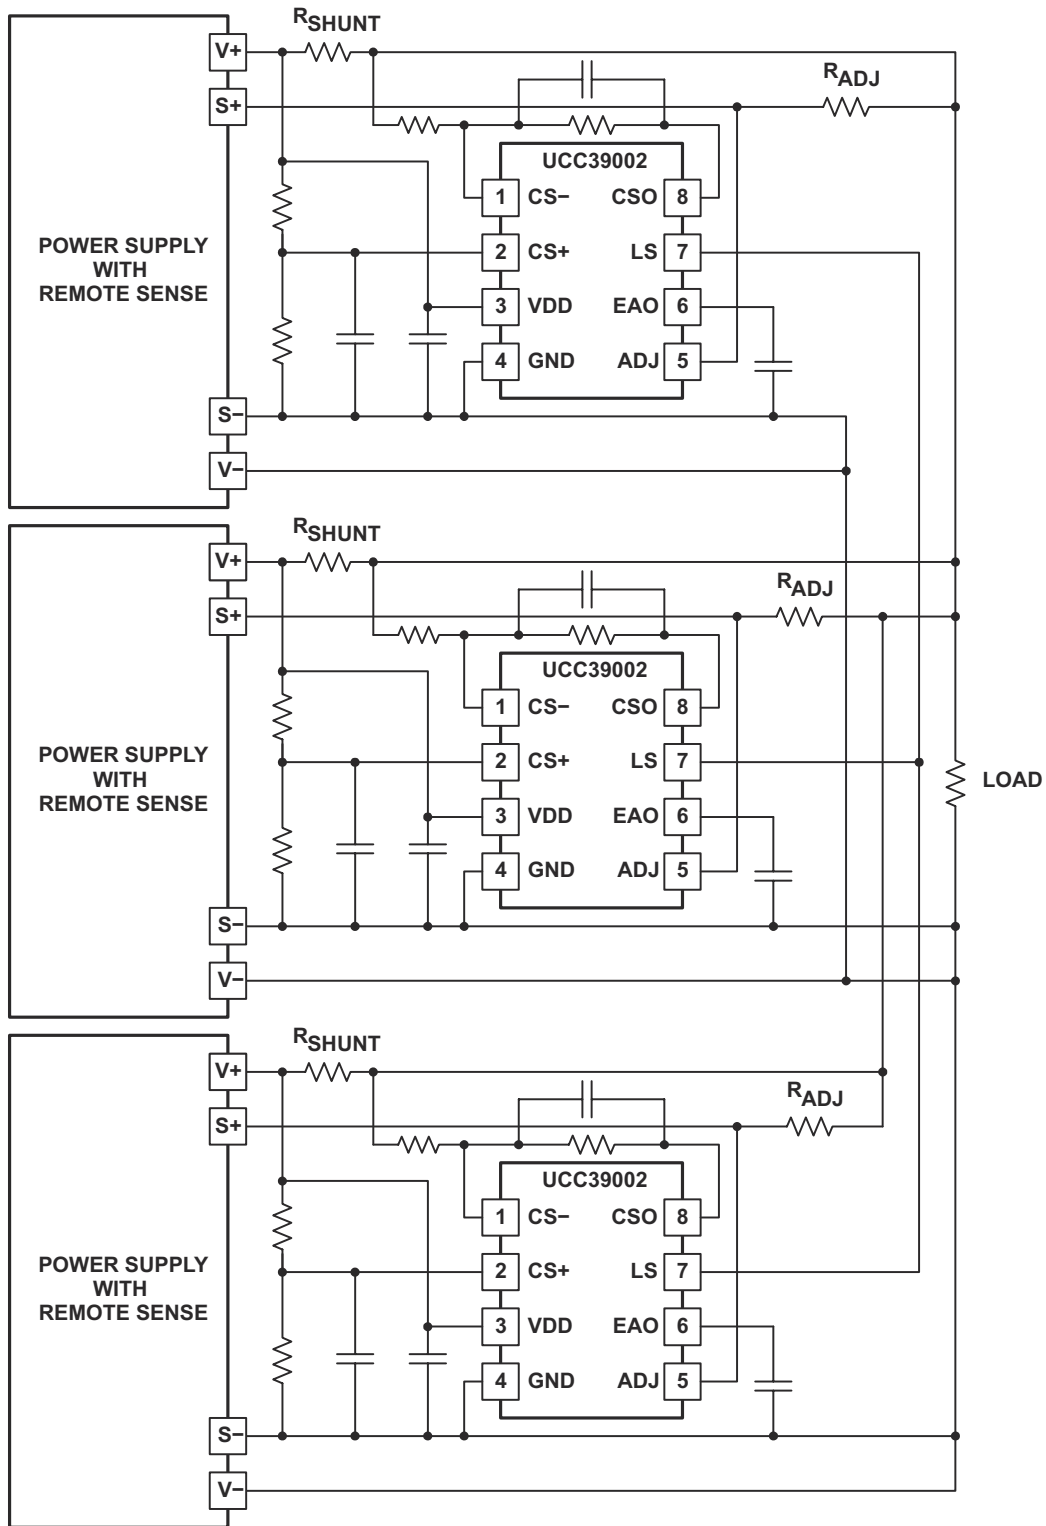 RSHUNT
V+
RADJ
S+
UCC39002
1 CS− CSO 8
POWER SUPPLY
WITH
REMOTE SENSE
2 CS+ LS 7
3 VDD EAO 6
4 GND ADJ 5
S−
V−
RSHUNT
V+
RADJ
S+
UCC39002
1 CS− CSO 8
POWER SUPPLY
WITH
REMOTE SENSE
2 CS+ LS 7
LOAD
3 VDD EAO 6
4 GND ADJ 5
S−
V−
RSHUNT
V+
RADJ
S+
UCC39002
1 CS− CSO 8
POWER SUPPLY
WITH
REMOTE SENSE
2 CS+ LS 7
3 VDD EAO 6
4 GND ADJ 5
S−
V−